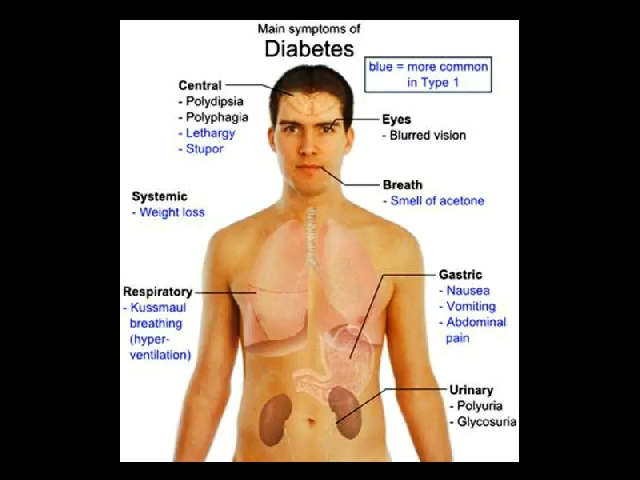 Main symptoms of
Diabetes
blue = more common
in Type 1
Central
- Polydipsia
- Polyphagia
- Lethargy
- Stupor
Eyes
- Blurred vision
Breath
- Smell of acetone
Systemic
- Weight loss
Gastric
- Nausea
- Vomiting
- Abdominal
pain
Respiratory
- Kussmaul
breathing
(hyper-
ventilation)
Urinary
- Polyuria
- Glycosuria